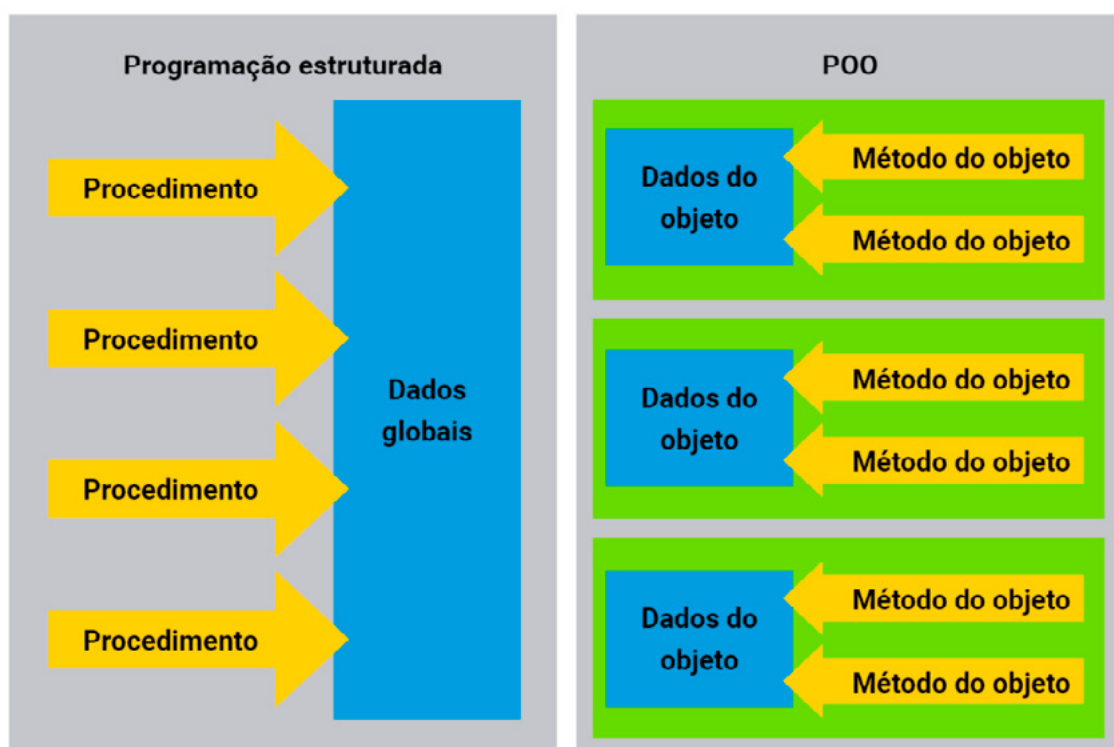 Programação estruturada
Procedimento
Procedimento
Procedimento
Procedimento
Dados
globais
POO
Dados do
objeto
Método do objeto
Método do objeto
Dados do
objeto
Método do objeto
Método do objeto
Dados do
objeto
Método do objeto
Método do objeto